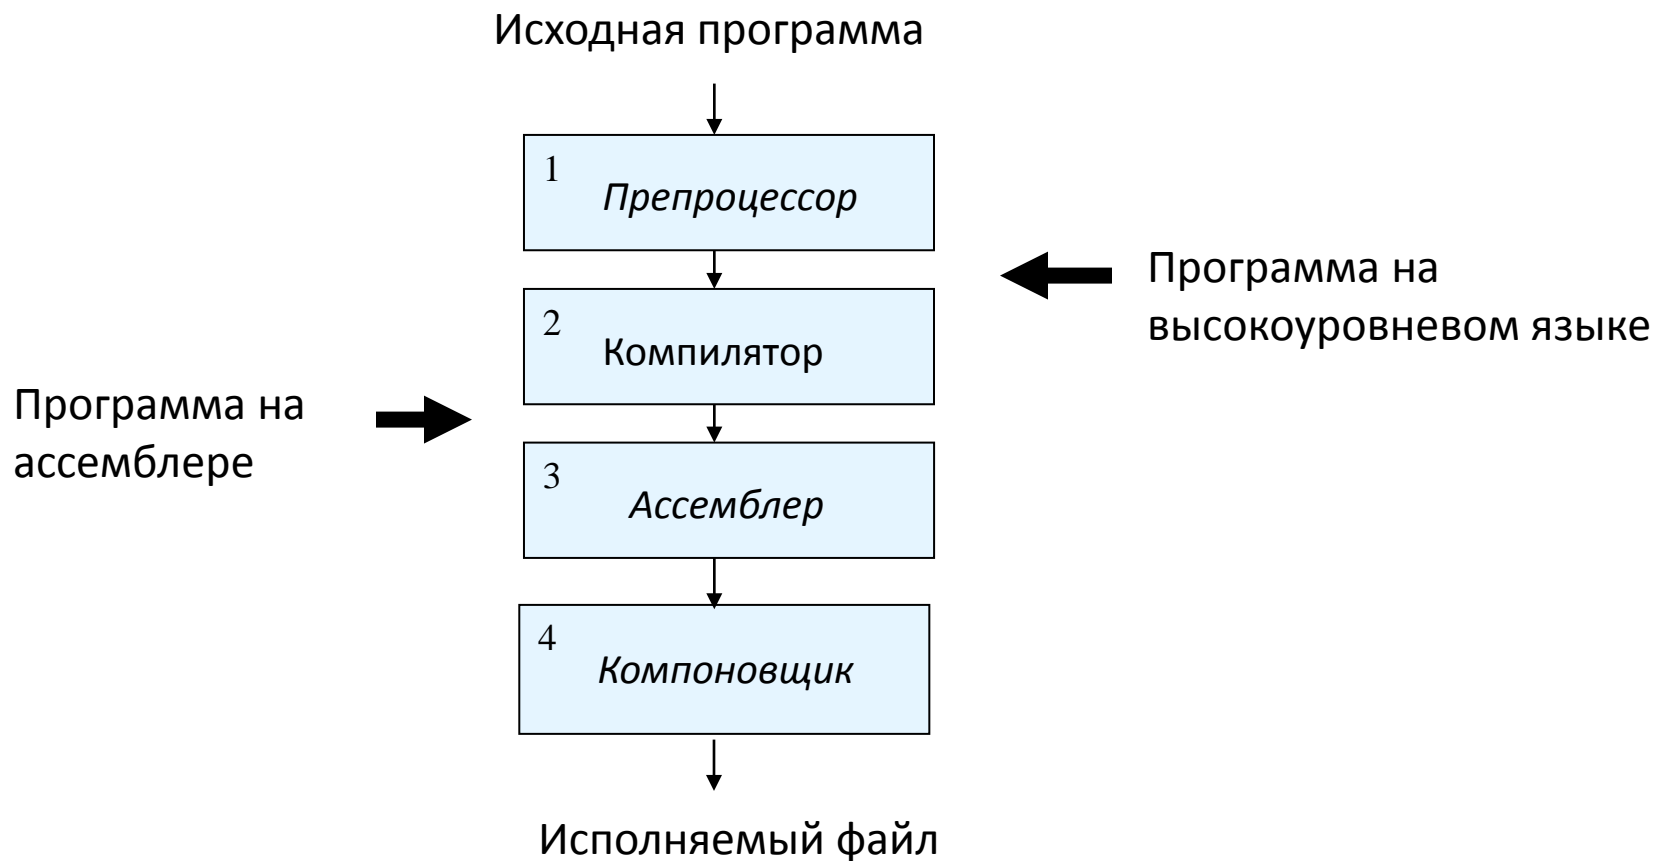 Исходная программа
1
Препроцессор
Программа на
высокоуровневом языке
2
Компилятор
Программа на
ассемблере
3
Ассемблер
4
Компоновщик
Исполняемый файл